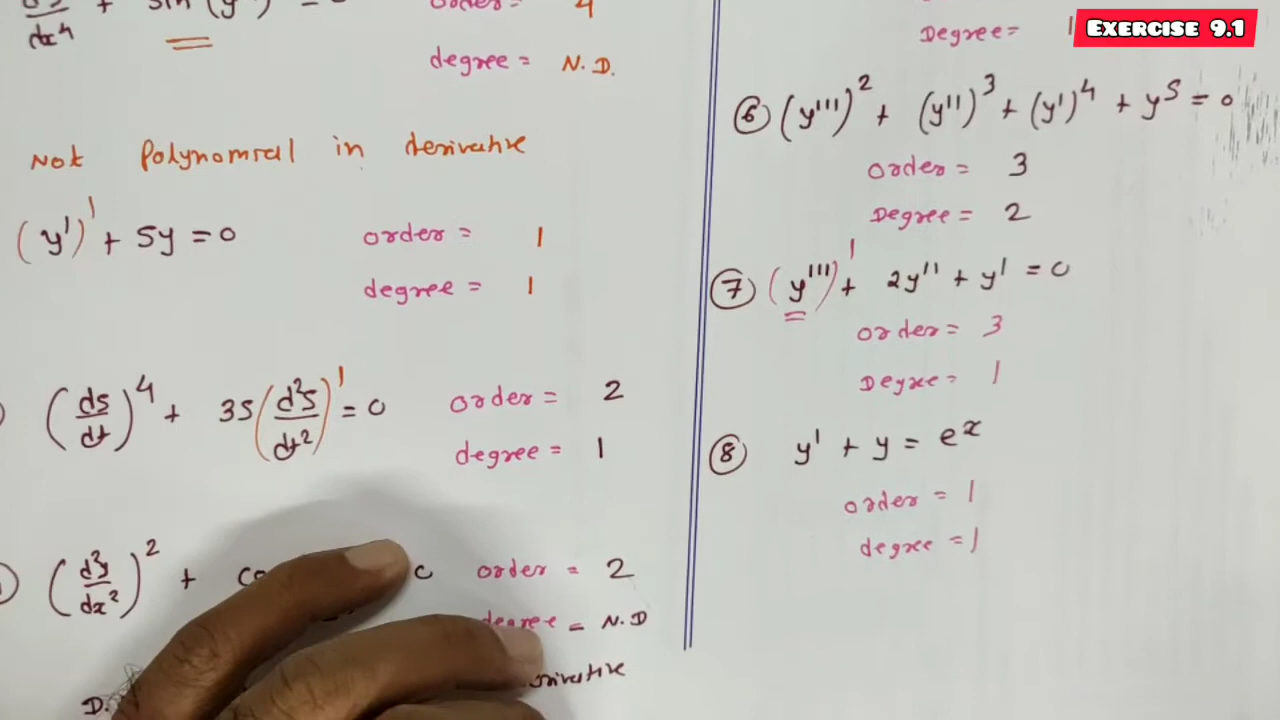 dx⁴ + sin (y
order = 4
degree = N.D.
Not Polynomial in derivative
(y')¹ + 5y = 0
order = 1
degree = 1
(ds/dt)⁴ + 3s (d²s/dt²)¹ = 0
order = 2
degree = 1
(d²y/dx²)² +
order = 2
degree = N.D
D.
Exercise 9.1
Degree = 1
⑥ (y''')² + (y'')³ + (y')⁴ + y⁵ = 0
order = 3
Degree = 2
⑦ (y''')¹ + 2y'' + y' = 0
order = 3
Degree = 1
⑧ y' + y = eˣ
order = 1
degree = 1